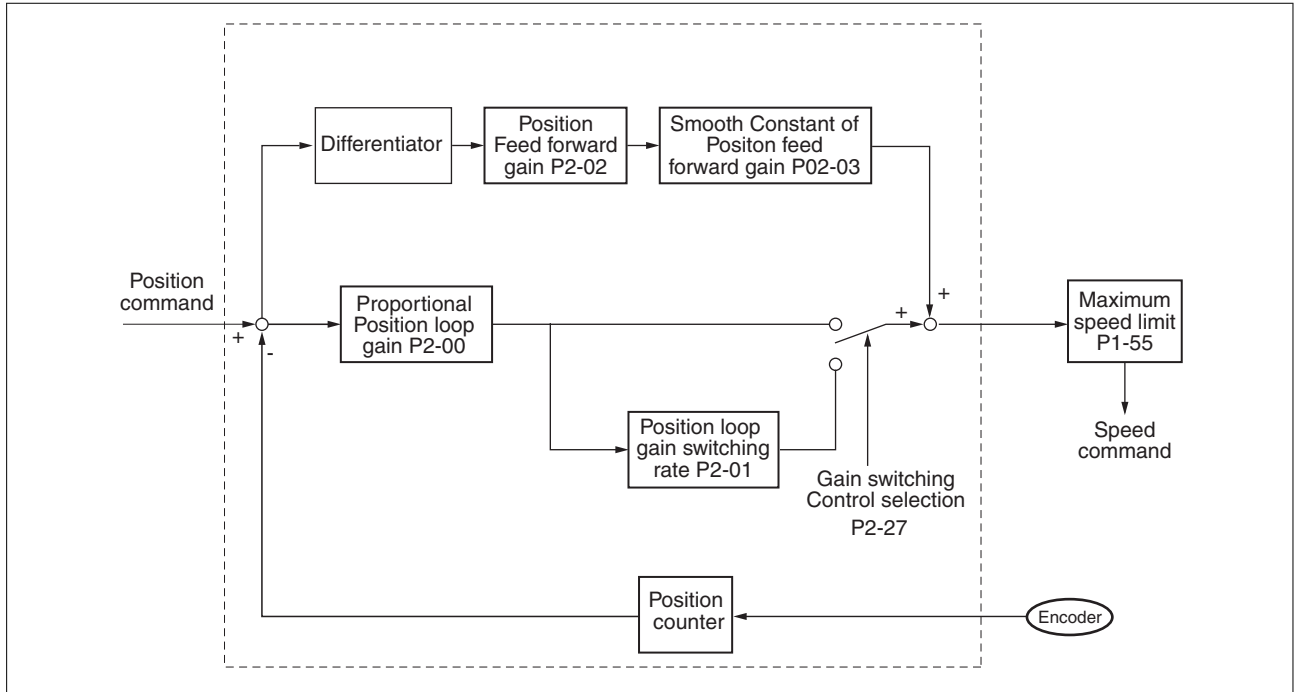 Differentiator
Position
Feed forward
gain P2-02
Smooth Constant of
Positon feed
forward gain P02-03
Position
command
+
-
Proportional
Position loop
gain P2-00
+
+
Maximum
speed limit
P1-55
Position loop
gain switching
rate P2-01
Gain switching
Control selection
P2-27
Speed
command
Position
counter
Encoder